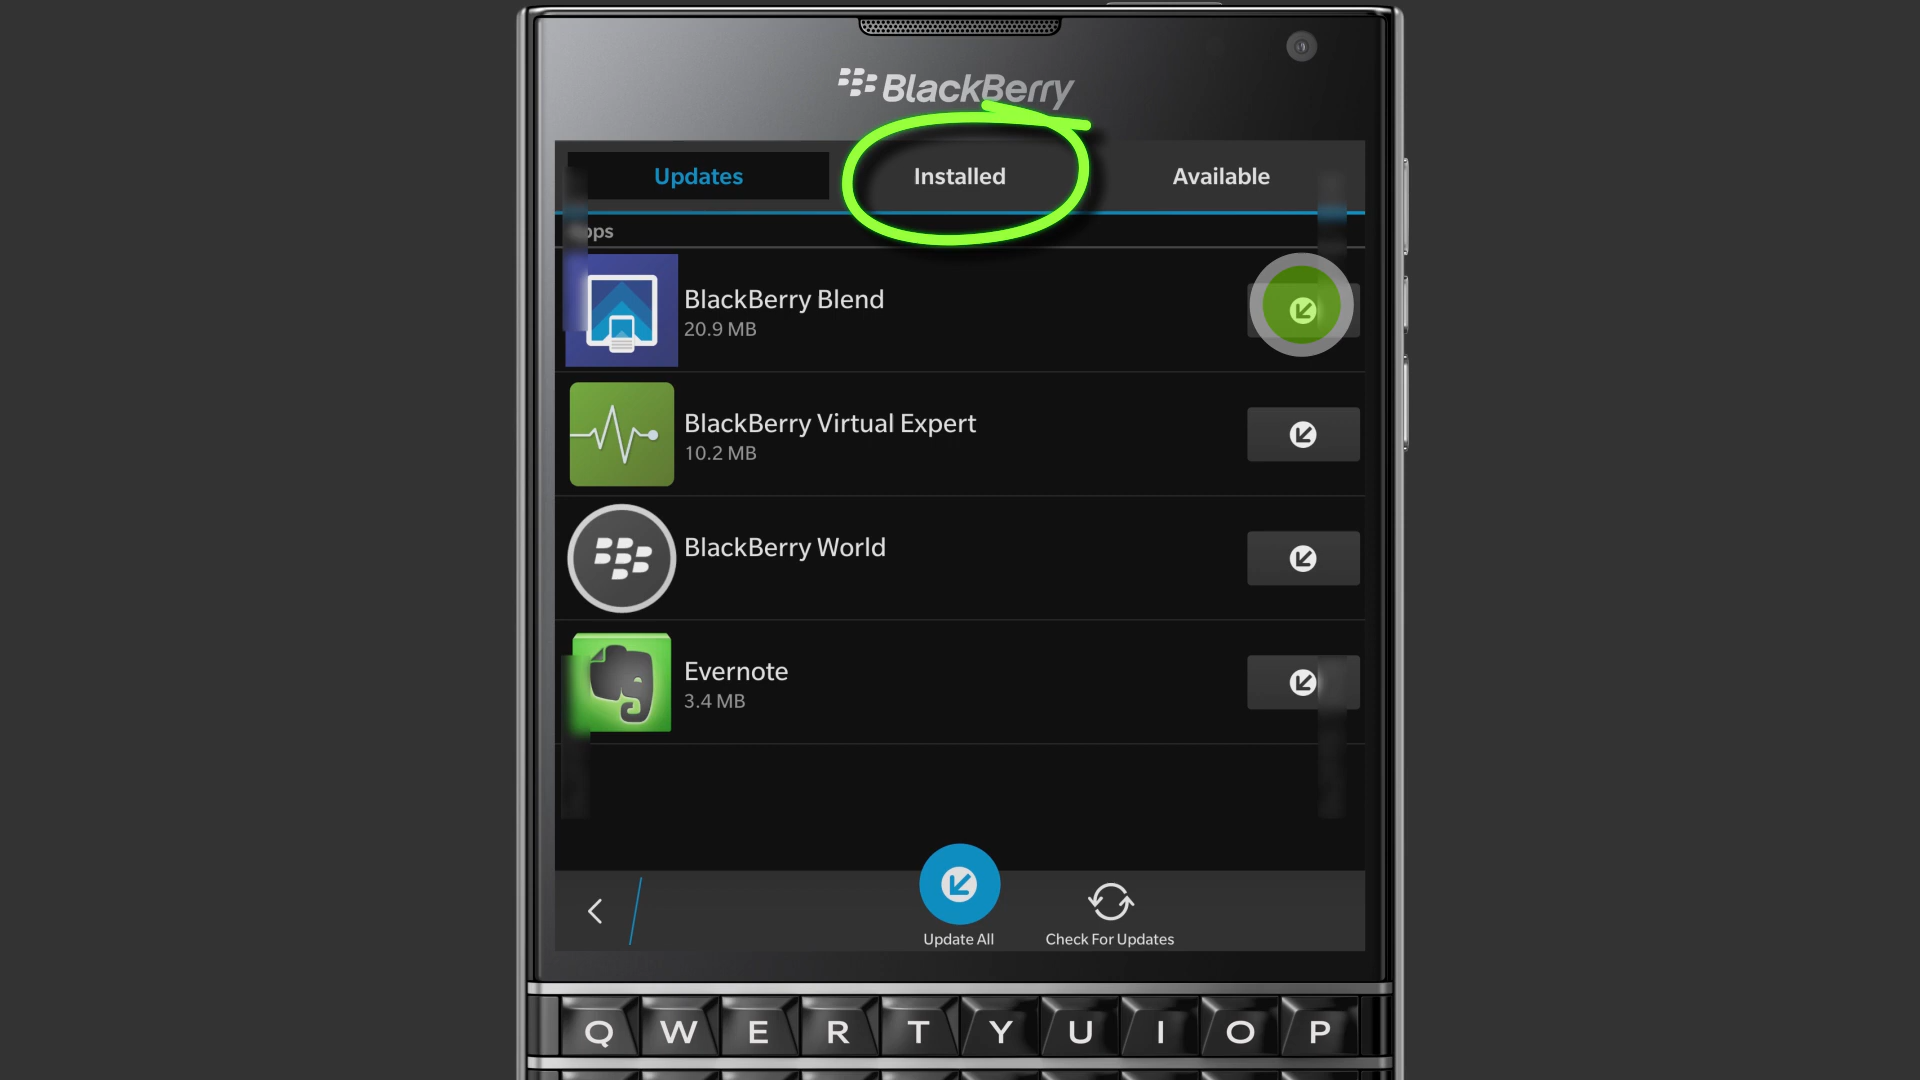 BlackBerry
Updates Installed Available
Apps
BlackBerry Blend
20.9 MB
BlackBerry Virtual Expert
10.2 MB
BlackBerry World
Evernote
3.4 MB
Update All Check For Updates
Q W E R T Y U I O P